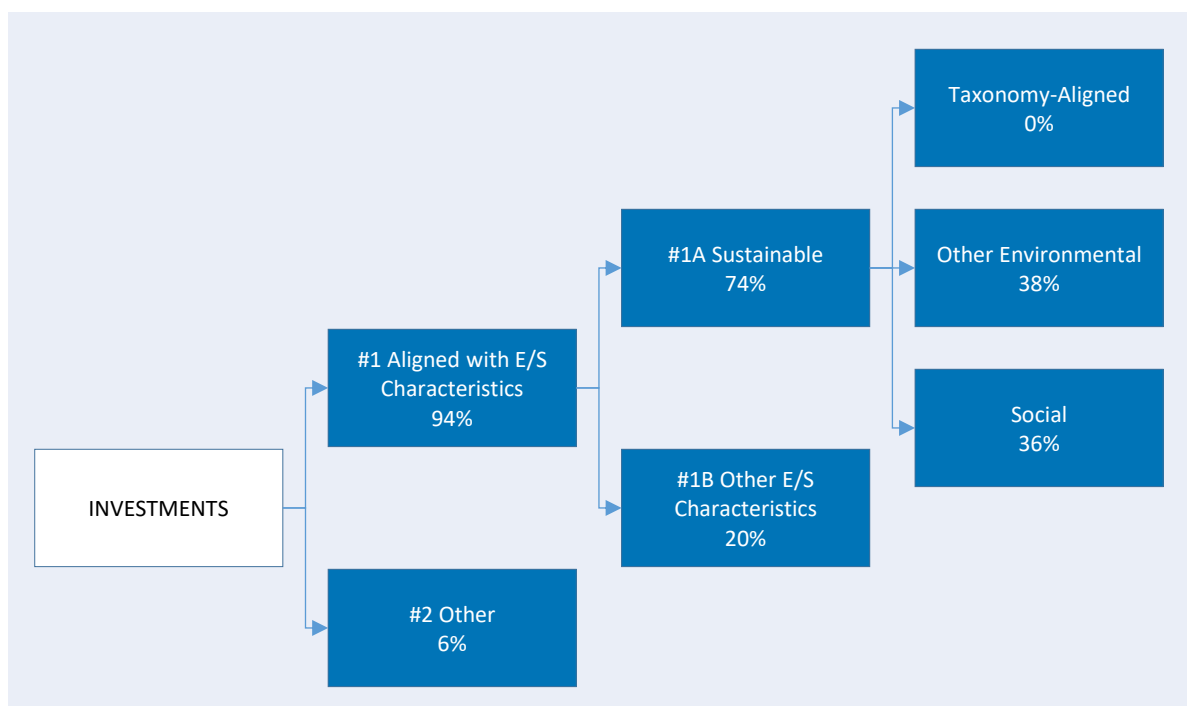 INVESTMENTS
#1 Aligned with E/S
Characteristics
94%
#2 Other
6%
#1A Sustainable
74%
#1B Other E/S
Characteristics
20%
Taxonomy-Aligned
0%
Other Environmental
38%
Social
36%